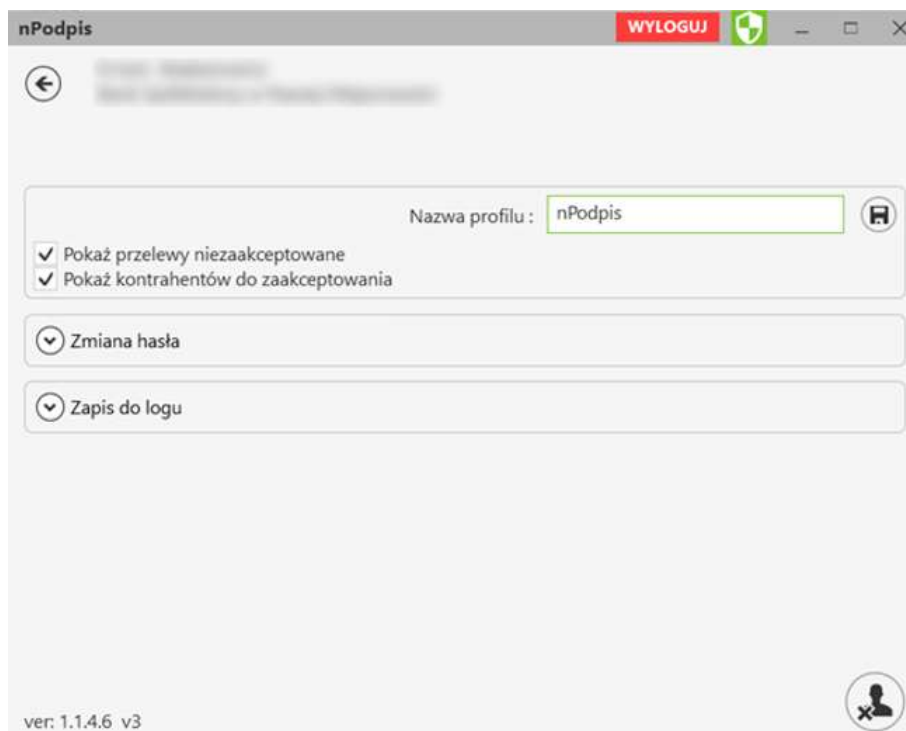 nPodpis WYLOGUJ
Nazwa profilu : nPodpis
Pokaż przelewy niezaakceptowane
Pokaż kontrahentów do zaakceptowania
Zmiana hasła
Zapis do logu
ver: 1.1.4.6 v3